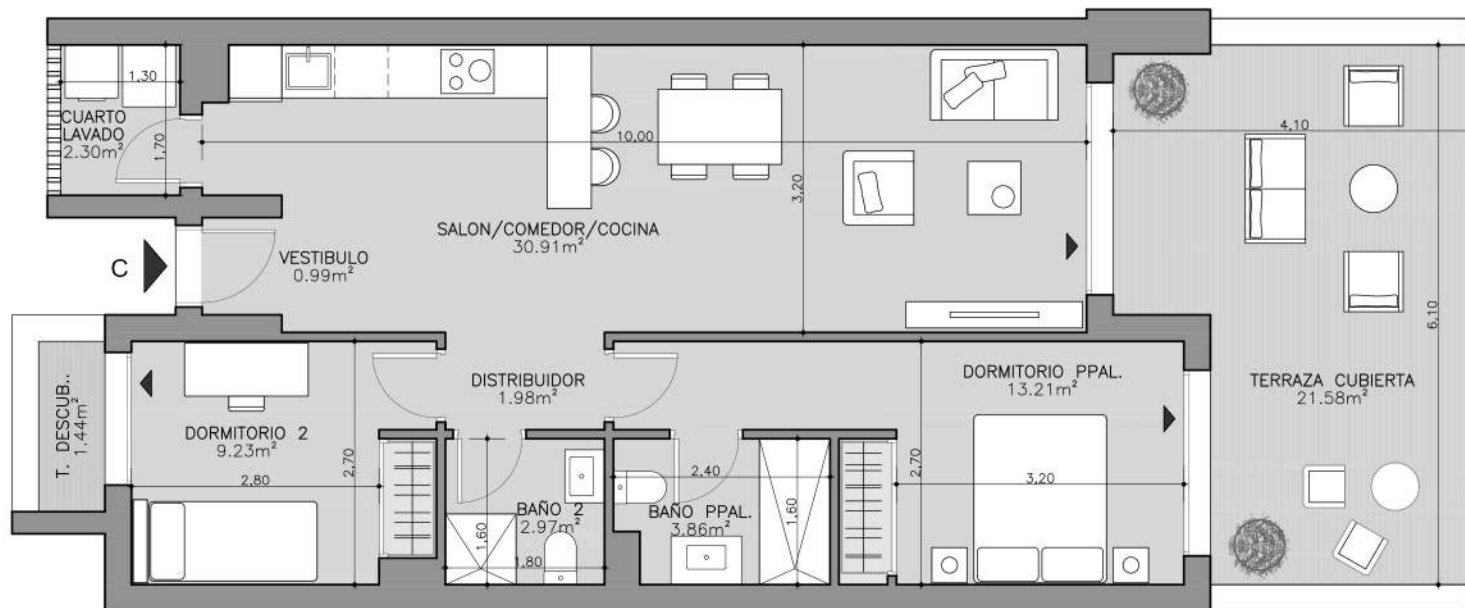 1,30
CUARTO
LAVADO
2.30m²
1,70
10,00
4,10
3,20
SALON/COMEDOR/COCINA
30.91m²
C
VESTIBULO
0.99m²
6,10
DISTRIBUIDOR
1.98m²
DORMITORIO PPAL.
13.21m²
TERRAZA CUBIERTA
21.58m²
T. DESCUB..
1.44m²
DORMITORIO 2
9.23m²
2,80
2,70
2,40
2,70
3,20
BAÑO 2
2.97m²
1,60
1,80
BAÑO PPAL.
3.86m²
1,60